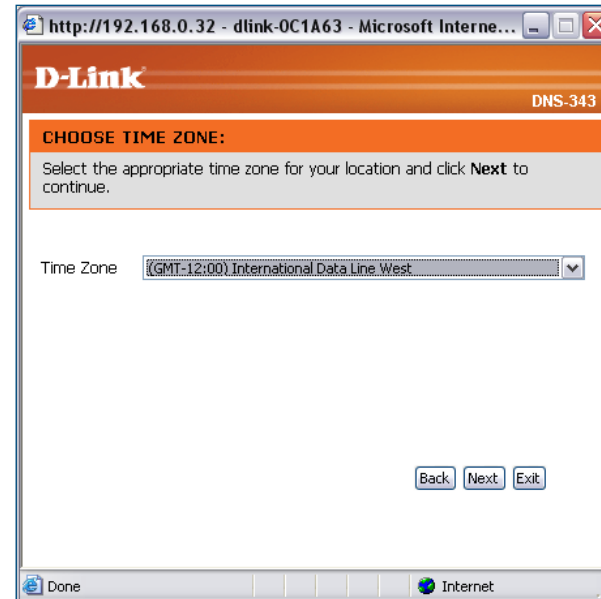 http://192.168.0.32 - dlink-0C1A63 - Microsoft Interne...
D-Link
DNS-343
CHOOSE TIME ZONE:
Select the appropriate time zone for your location and click Next to
continue.
Time Zone (GMT-12:00) International Data Line West
Back Next Exit
Done Internet